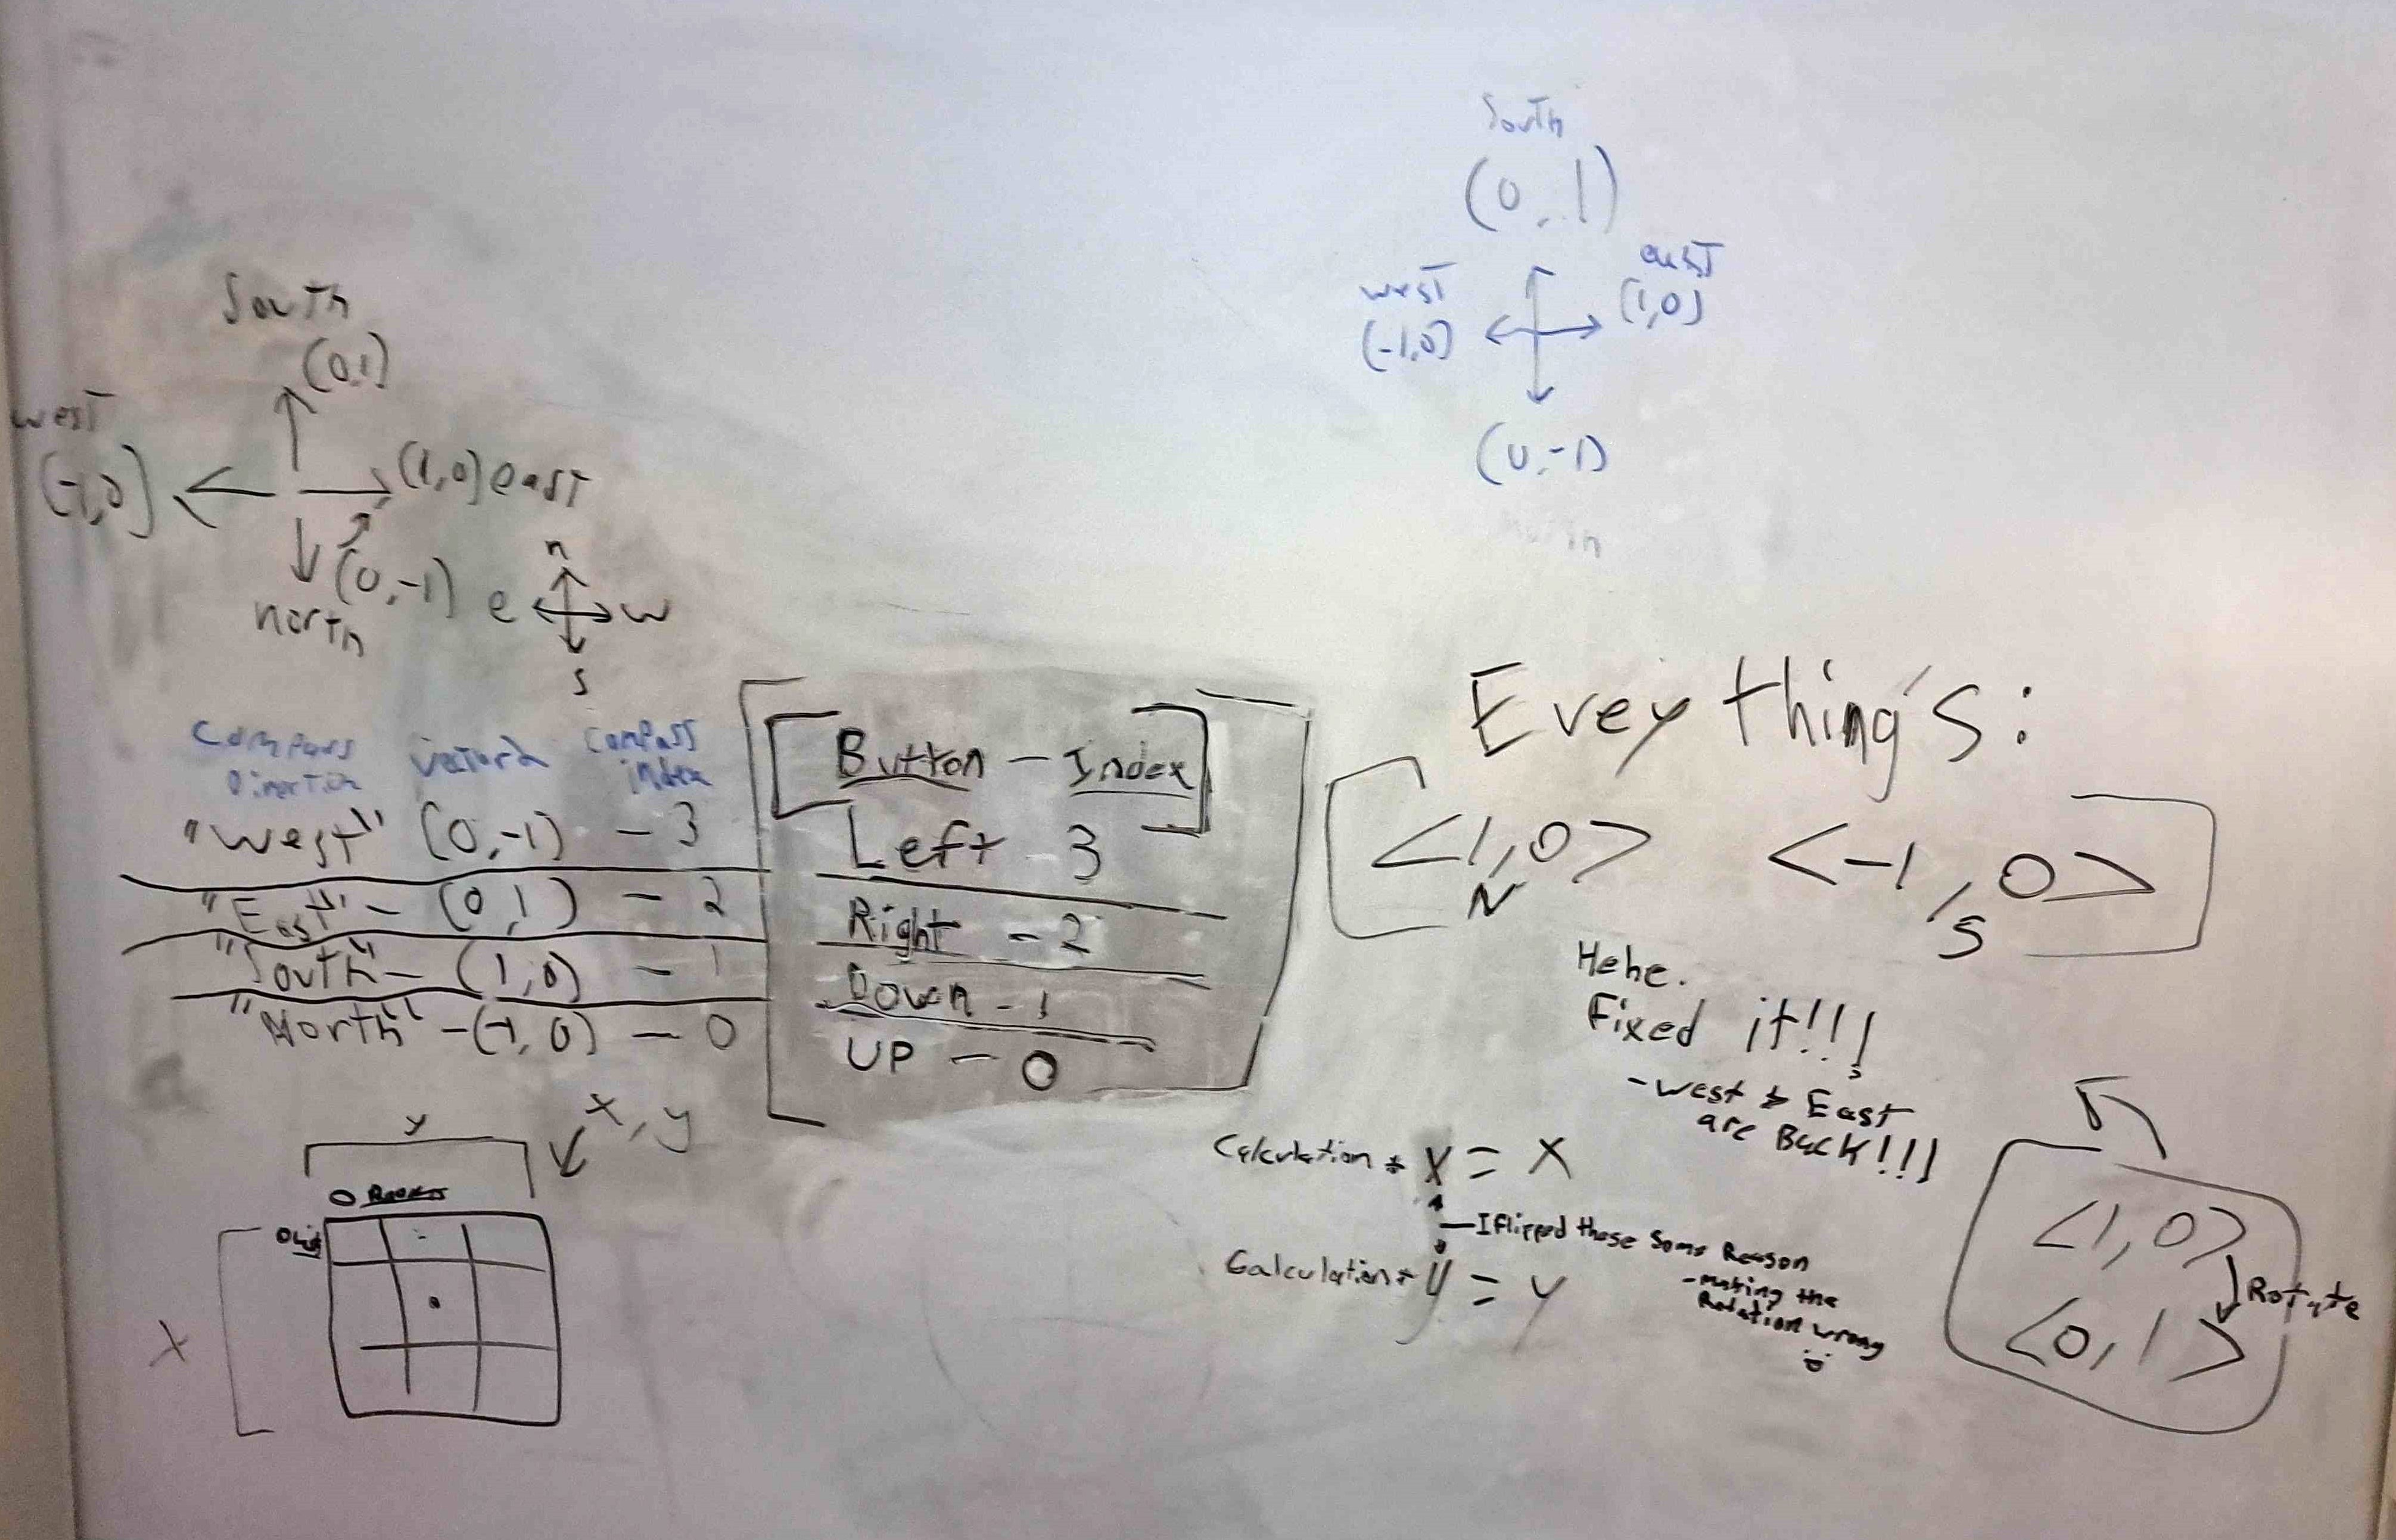 South
(0,1)
west
(-1,0)
(1,0) east
(0,-1)
north
n
e w
s
South
(0,1)
east
(1,0)
west
(-1,0)
(0,-1)
north
Compass Direction
Compass index
"West" (0,-1) - 3
"East" - (0,1) - 2
"South" - (1,0) - 1
"North" - (-1,0) - 0
Button - Index
Left 3
Right - 2
Down - 1
UP - 0
Evey thing's:
<1,0> <-1,0>
N S
Hehe.
Fixed it!!!
- West & East
are Back!!!
x, y
y
0
0
X
Calculation + X = X
- I flipped these Some Reason
- making the
Rotation wrong
Calculation + y = y
<1,0>
Rotate
<0,1>